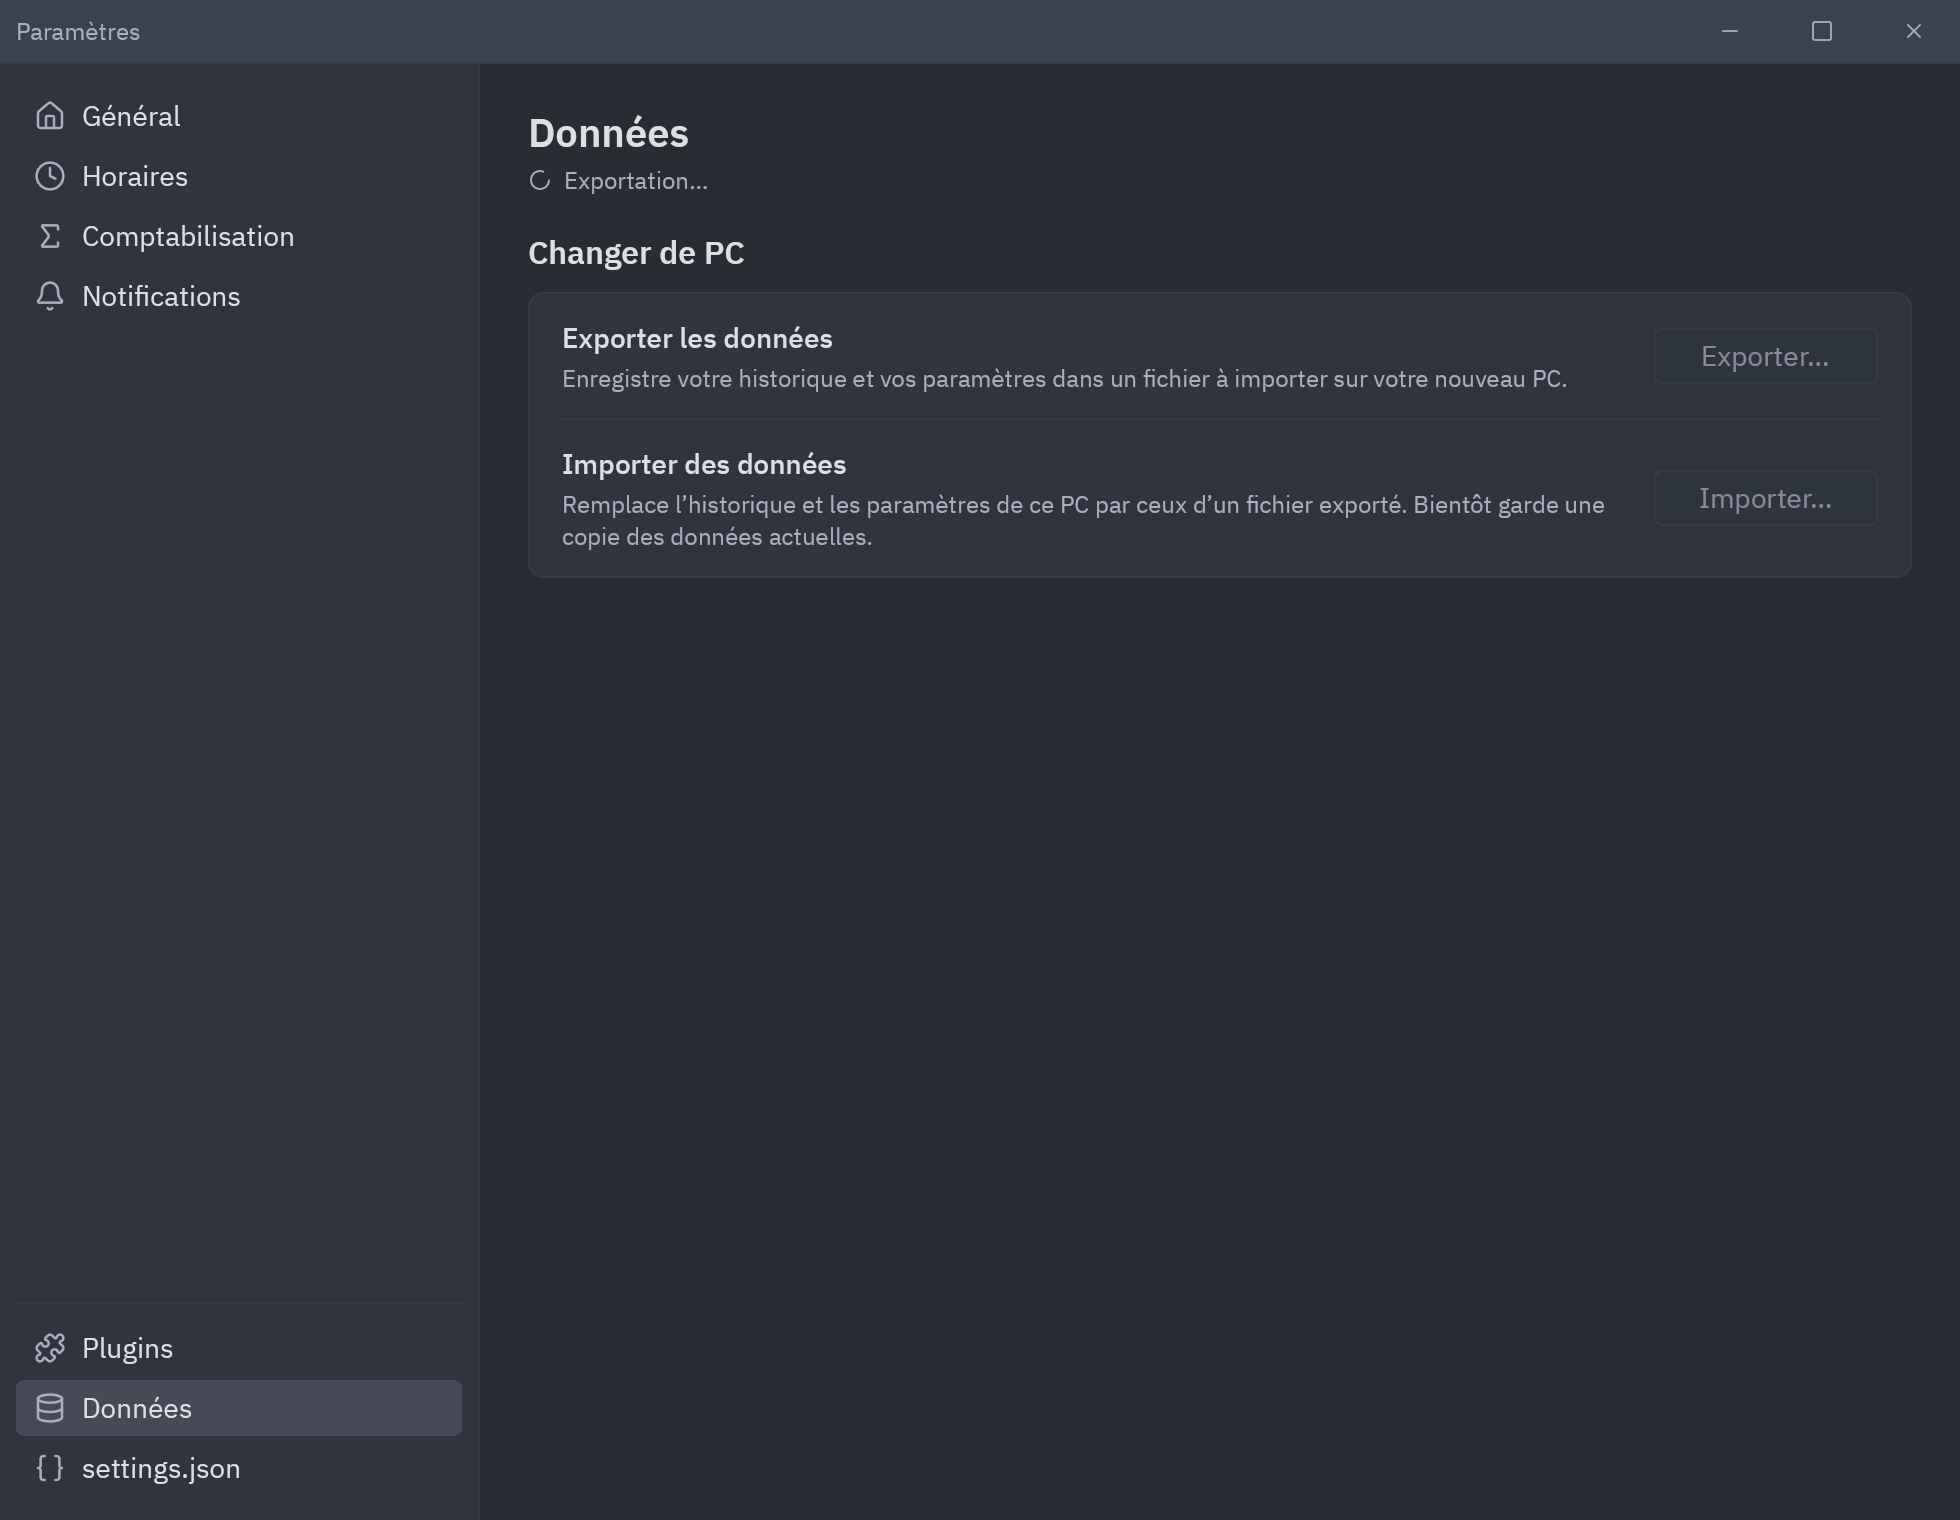 Paramètres
Général
Horaires
Comptabilisation
Notifications
Données
Exportation…
Changer de PC
Exporter les données
Enregistre votre historique et vos paramètres dans un fichier à importer sur votre nouveau PC.
Exporter…
Importer des données
Remplace l’historique et les paramètres de ce PC par ceux d’un fichier exporté. Bientôt garde une
copie des données actuelles.
Importer…
Plugins
Données
settings.json